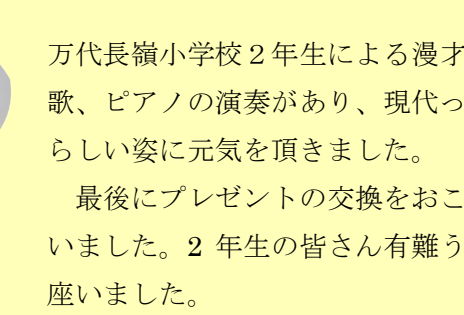 万代長嶺小学校２年生による漫才
歌、ピアノの演奏があり、現代っ
らしい姿に元気を頂きました。
　最後にプレゼントの交換をおこ
いました。2 年生の皆さん有難う
座いました。